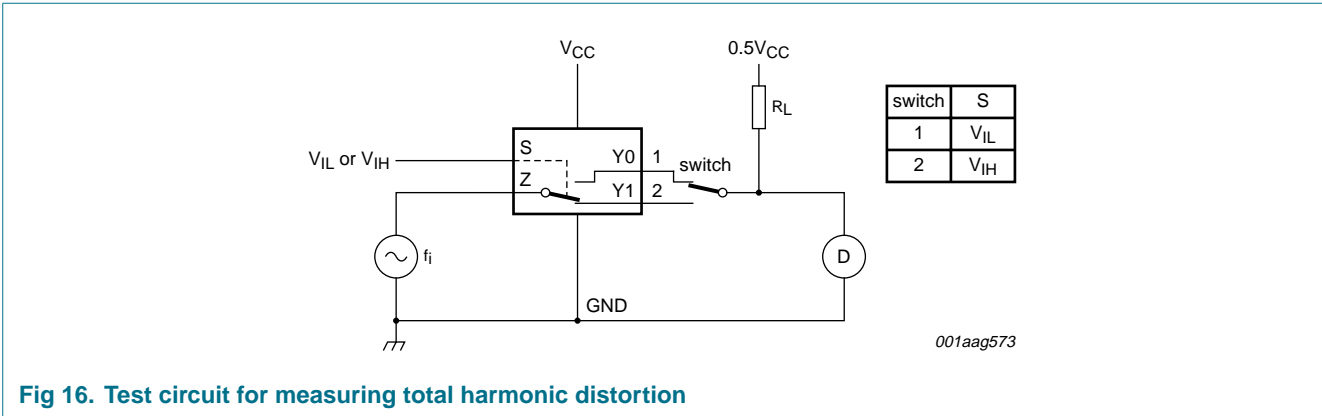 VCC
0.5VCC
RL
switch S
1 VIL
2 VIH
VIL or VIH
S
Y0 1
switch
Z
Y1 2
fi
D
GND
001aag573
Fig 16. Test circuit for measuring total harmonic distortion